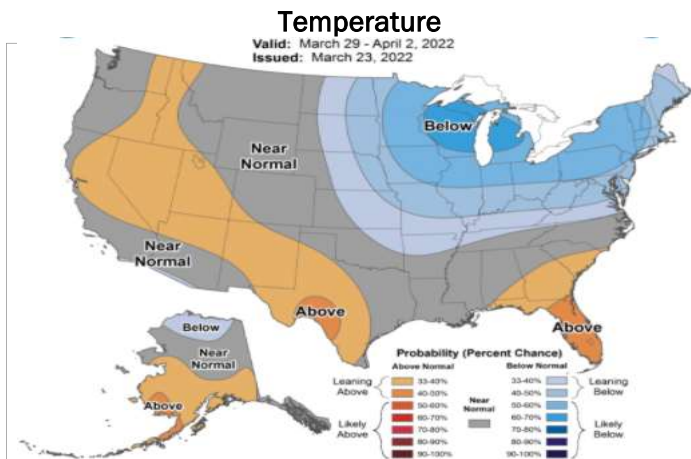 Temperature
Valid: March 29 - April 2, 2022
Issued: March 23, 2022
Below
Near
Normal
Near
Normal
Above
Above
Below
Near
Normal
Above
Probability (Percent Chance)
Above Normal
Below Normal
Leaning
Above
33-40%
40-50%
50-60%
60-70%
70-80%
80-90%
90-100%
Likely
Above
Near
Normal
33-40%
40-50%
50-60%
60-70%
70-80%
80-90%
90-100%
Leaning
Below
Likely
Below